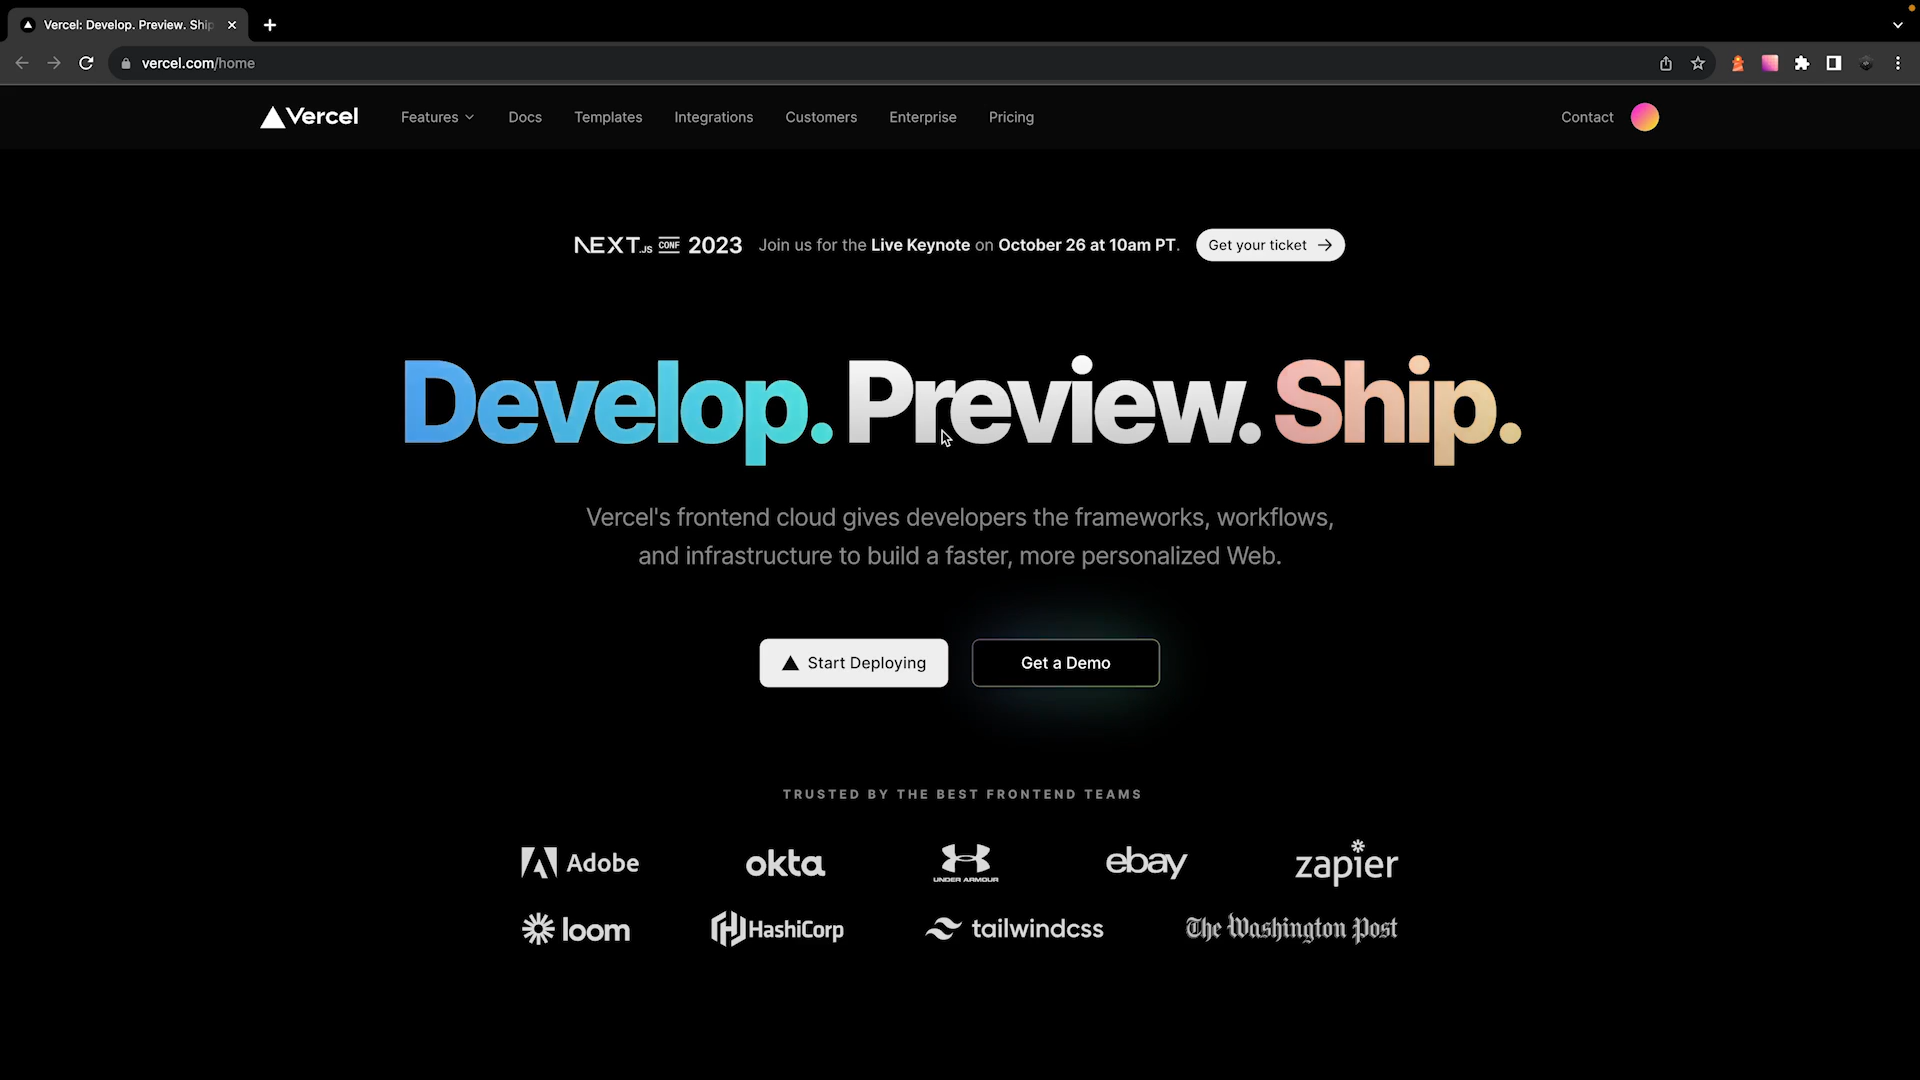 Vercel: Develop. Preview. Ship
vercel.com/home
Vercel Features Docs Templates Integrations Customers Enterprise Pricing Contact
NEXT.JS CONF 2023 Join us for the Live Keynote on October 26 at 10am PT. Get your ticket →
Develop. Preview. Ship.
Vercel's frontend cloud gives developers the frameworks, workflows,
and infrastructure to build a faster, more personalized Web.
Start Deploying Get a Demo
TRUSTED BY THE BEST FRONTEND TEAMS
Adobe okta UNDER ARMOUR ebay zapier
loom HashiCorp tailwindcss The Washington Post